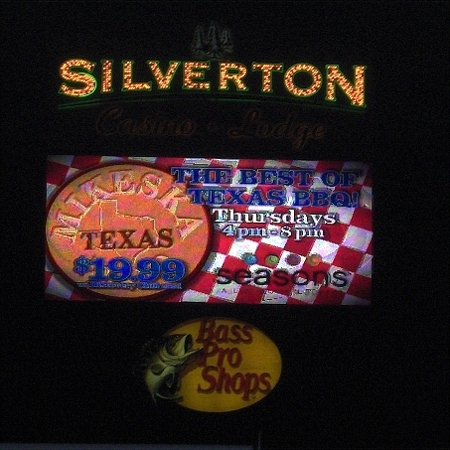 SILVERTON
Casino • Lodge
MIKESKA
TEXAS
$19.99
THE BEST OF
TEXAS BBQ!
Thursdays
4pm-8pm
seasons
Bass
Pro
Shops